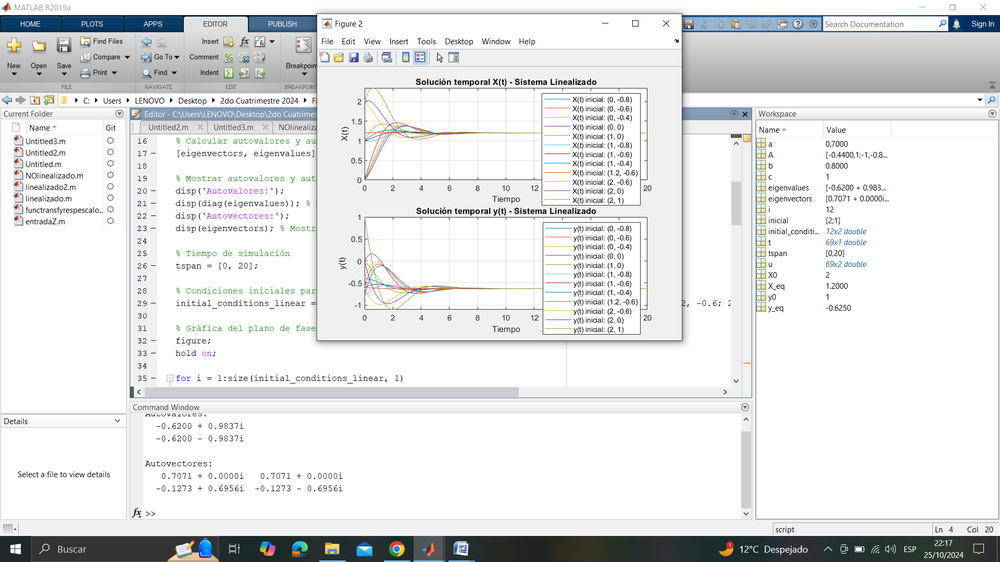 MATLAB R2019a
HOME PLOTS APPS EDITOR PUBLISH
Search Documentation
Sign In
New Open Save Find Files Compare Print
FILE
Go To Find
NAVIGATE
Insert fx
Comment
Indent
EDIT
Breakpoin
BREAKPOINT
C: Users LENOVO Desktop 2do Cuatrimestre 2024 Fi
Current Folder
Name Git
Untitled3.m
Untitled2.m
Untitled.m
NOlinealizado.m
linealizado2.m
linealizado.m
functransfyrespescalo...
entradaZ.m
Details
Select a file to view details
Editor - C:\Users\LENOVO\Desktop\2do Cuatrimes
Untitled2.m Untitled3.m NOlinealiza
16 % Calcular autovalores y au
17 [eigenvectors, eigenvalues]
18
19 % Mostrar autovalores y aut
20 disp('Autovalores:');
21 disp(diag(eigenvalues)); %
22 disp('Autovectores:');
23 disp(eigenvectors); % Mostr
24
25 % Tiempo de simulación
26 tspan = [0, 20];
27
28 % Condiciones iniciales par
29 initial_conditions_linear = 2, -0.6; 2
30
31 % Gráfica del plano de fase
32 figure;
33 hold on;
34
35 for i = 1:size(initial_conditions_linear, 1)
Figure 2
File Edit View Insert Tools Desktop Window Help
Solución temporal X(t) - Sistema Linealizado
X(t)
2
1.5
1
0.5
0
0 2 4 6 8 10 12 20
Tiempo
X(t) inicial: (0, -0.8)
X(t) inicial: (0, -0.6)
X(t) inicial: (0, -0.4)
X(t) inicial: (0, 0)
X(t) inicial: (1, 0)
X(t) inicial: (1, -0.8)
X(t) inicial: (1, -0.6)
X(t) inicial: (1, -0.4)
X(t) inicial: (1.2, -0.6)
X(t) inicial: (2, -0.6)
X(t) inicial: (2, 0)
X(t) inicial: (2, 1)
Solución temporal y(t) - Sistema Linealizado
y(t)
1
0.5
0
-0.5
-1
0 2 4 6 8 10 12 20
Tiempo
y(t) inicial: (0, -0.8)
y(t) inicial: (0, -0.6)
y(t) inicial: (0, -0.4)
y(t) inicial: (0, 0)
y(t) inicial: (1, 0)
y(t) inicial: (1, -0.8)
y(t) inicial: (1, -0.6)
y(t) inicial: (1, -0.4)
y(t) inicial: (1.2, -0.6)
y(t) inicial: (2, -0.6)
y(t) inicial: (2, 0)
y(t) inicial: (2, 1)
Command Window
Autovalores:
-0.6200 + 0.9837i
-0.6200 - 0.9837i
Autovectores:
0.7071 + 0.0000i 0.7071 + 0.0000i
-0.1273 + 0.6956i -0.1273 - 0.6956i
fx >>
Workspace
Name Value
a 0.7000
A [-0.4400,1;-1,-0.8...
b 0.8000
c 1
eigenvalues [-0.6200 + 0.983...
eigenvectors [0.7071 + 0.0000i...
i 12
inicial [2;1]
initial_conditi... 12x2 double
t 69x1 double
tspan [0,20]
u 69x2 double
X0 2
X_eq 1.2000
y0 1
y_eq -0.6250
script
Ln 4 Col 20
Buscar
1
12°C Despejado
ESP
22:17
25/10/2024